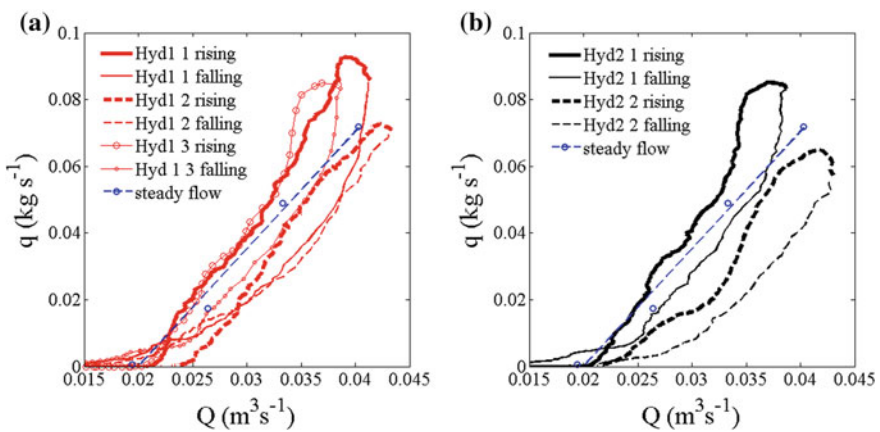 (a)
0.1
0.08
0.06
0.04
0.02
0
q (kg s⁻¹)
Hyd1 1 rising
Hyd1 1 falling
Hyd1 2 rising
Hyd1 2 falling
Hyd1 3 rising
Hyd 1 3 falling
steady flow
0.015 0.02 0.025 0.03 0.035 0.04 0.045
Q (m³s⁻¹)
(b)
0.1
0.08
0.06
0.04
0.02
0
q (kg s⁻¹)
Hyd2 1 rising
Hyd2 1 falling
Hyd2 2 rising
Hyd2 2 falling
steady flow
0.015 0.02 0.025 0.03 0.035 0.04 0.045
Q (m³s⁻¹)